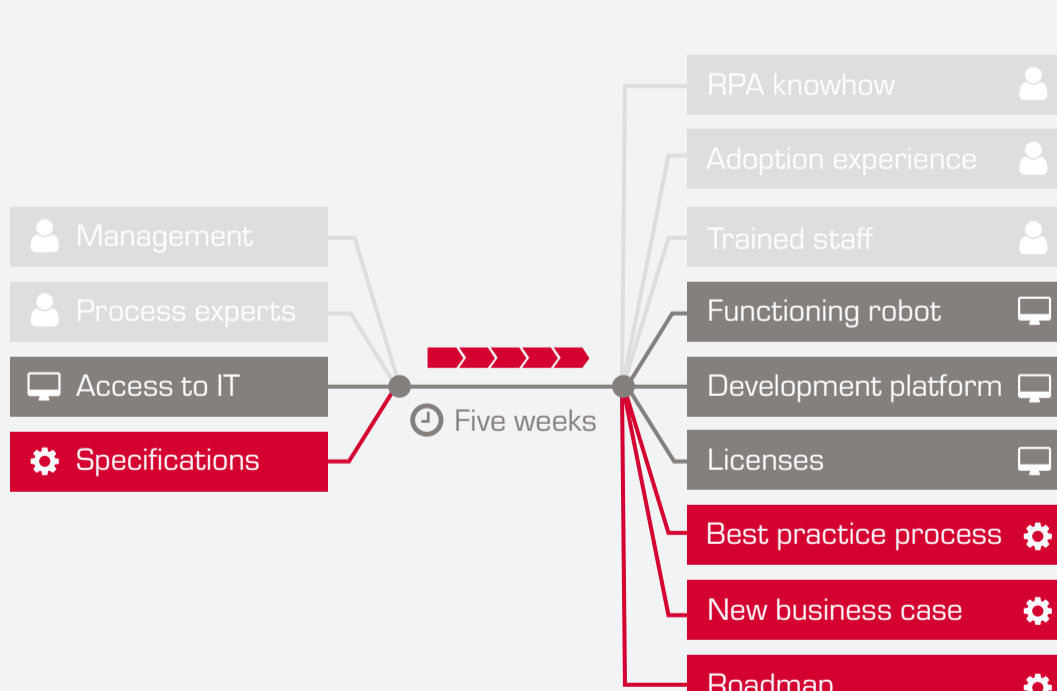 Management
Process experts
Access to IT
Specifications
Five weeks
RPA knowhow
Adoption experience
Trained staff
Functioning robot
Development platform
Licenses
Best practice process
New business case
Roadmap